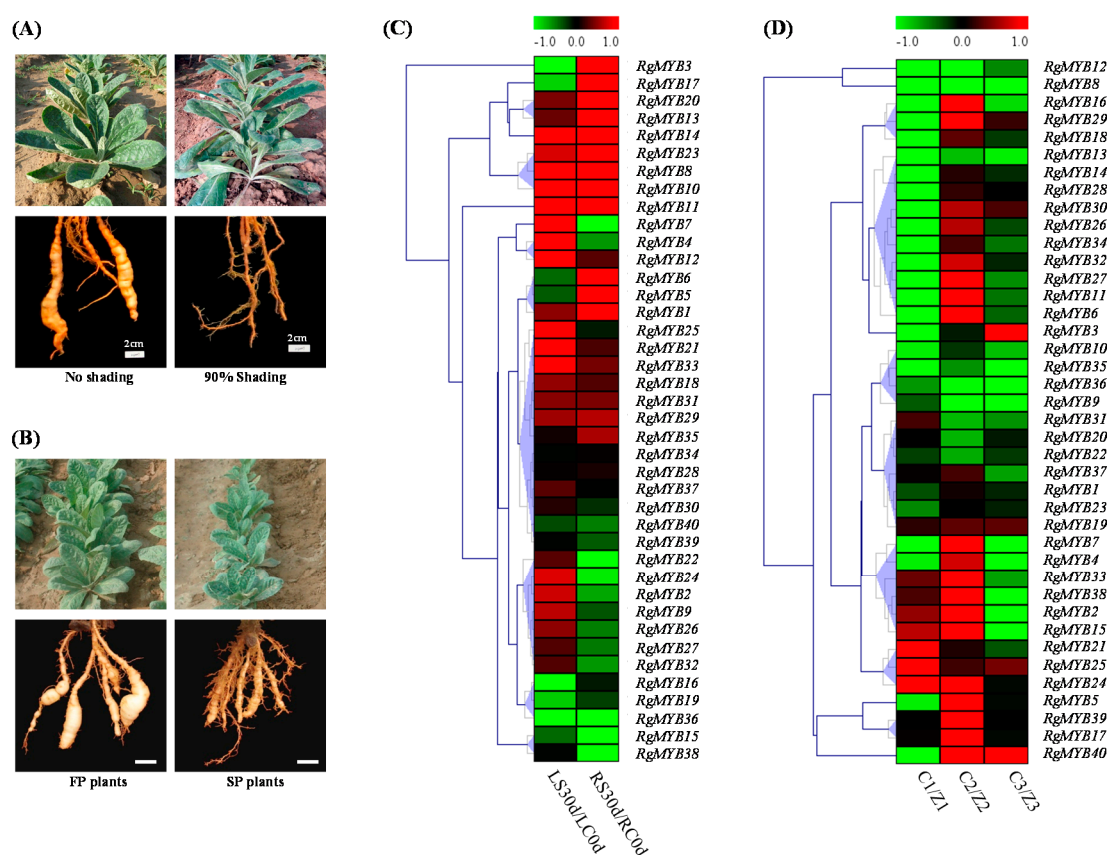 (A)
2cm
2cm
No shading
90% Shading
(B)
FP plants
SP plants
(C)
-1.0 0.0 1.0
RgMYB3
RgMYB17
RgMYB20
RgMYB13
RgMYB14
RgMYB23
RgMYB8
RgMYB10
RgMYB11
RgMYB7
RgMYB4
RgMYB12
RgMYB6
RgMYB5
RgMYB1
RgMYB25
RgMYB21
RgMYB33
RgMYB18
RgMYB31
RgMYB29
RgMYB35
RgMYB34
RgMYB28
RgMYB37
RgMYB30
RgMYB40
RgMYB39
RgMYB22
RgMYB24
RgMYB2
RgMYB9
RgMYB26
RgMYB27
RgMYB32
RgMYB16
RgMYB19
RgMYB36
RgMYB15
RgMYB38
LS30d/LC0d
RS30d/RC0d
(D)
-1.0 0.0 1.0
RgMYB12
RgMYB8
RgMYB16
RgMYB29
RgMYB18
RgMYB13
RgMYB14
RgMYB28
RgMYB30
RgMYB26
RgMYB34
RgMYB32
RgMYB27
RgMYB11
RgMYB6
RgMYB3
RgMYB10
RgMYB35
RgMYB36
RgMYB9
RgMYB31
RgMYB20
RgMYB22
RgMYB37
RgMYB1
RgMYB23
RgMYB19
RgMYB7
RgMYB4
RgMYB33
RgMYB38
RgMYB2
RgMYB15
RgMYB21
RgMYB25
RgMYB24
RgMYB5
RgMYB39
RgMYB17
RgMYB40
C1/Z1
C2/Z2
C3/Z3